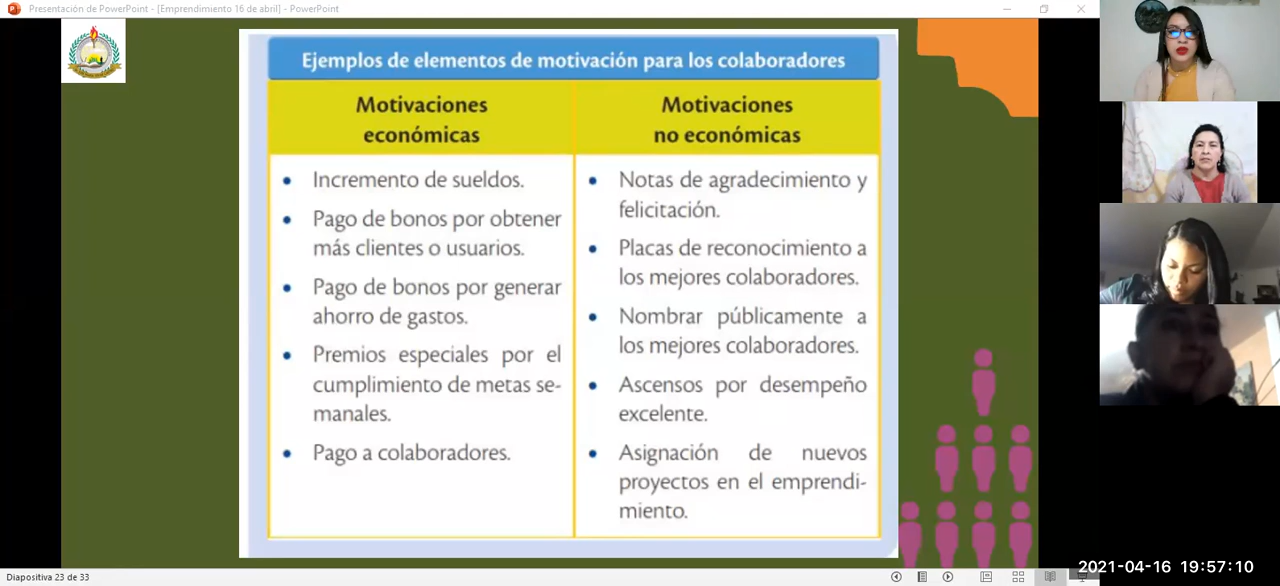 Presentación de PowerPoint - [Emprendimiento 16 de abril] - PowerPoint
Ejemplos de elementos de motivación para los colaboradores
Motivaciones
económicas
Motivaciones
no económicas
• Incremento de sueldos.
• Pago de bonos por obtener
más clientes o usuarios.
• Pago de bonos por generar
ahorro de gastos.
• Premios especiales por el
cumplimiento de metas se-
manales.
• Pago a colaboradores.
• Notas de agradecimiento y
felicitación.
• Placas de reconocimiento a
los mejores colaboradores.
• Nombrar públicamente a
los mejores colaboradores.
• Ascensos por desempeño
excelente.
• Asignación de nuevos
proyectos en el emprendi-
miento.
Diapositiva 23 de 33
2021-04-16 19:57:10